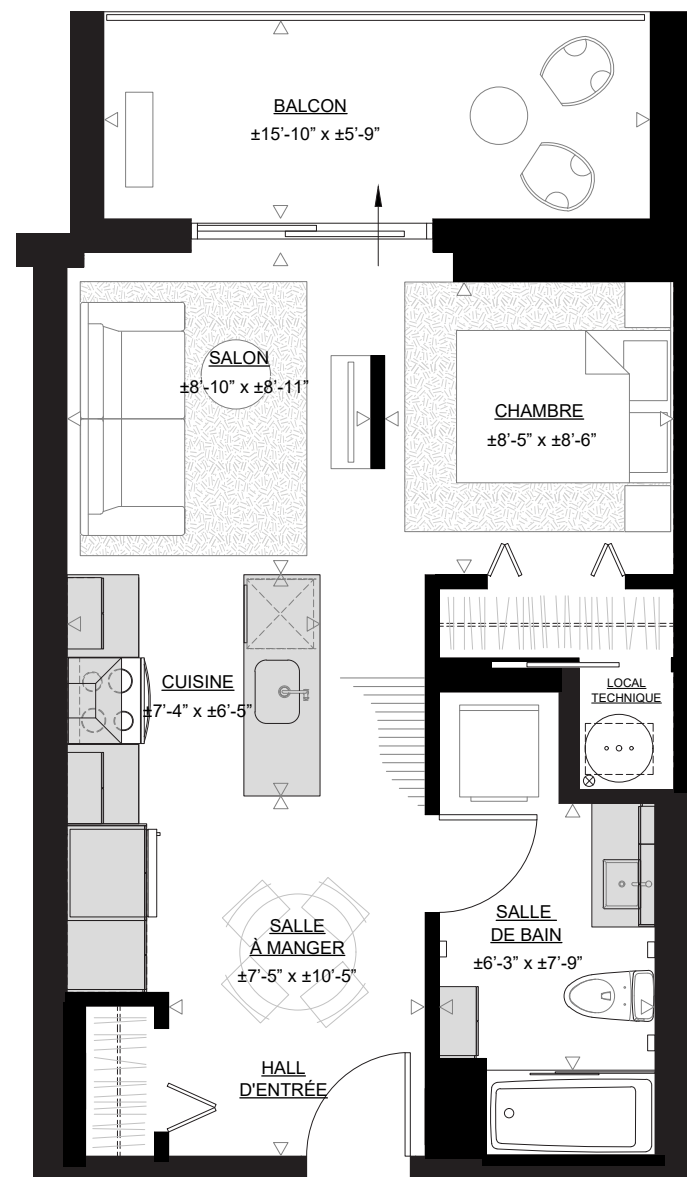 BALCON
±15'-10” x ±5'-9”
SALON
±8'-10” x ±8'-11”
CHAMBRE
±8'-5” x ±8'-6”
CUISINE
±7'-4” x ±6'-5”
LOCAL
TECHNIQUE
SALLE
À MANGER
±7'-5” x ±10'-5”
SALLE
DE BAIN
±6'-3” x ±7'-9”
HALL
D'ENTRÉE